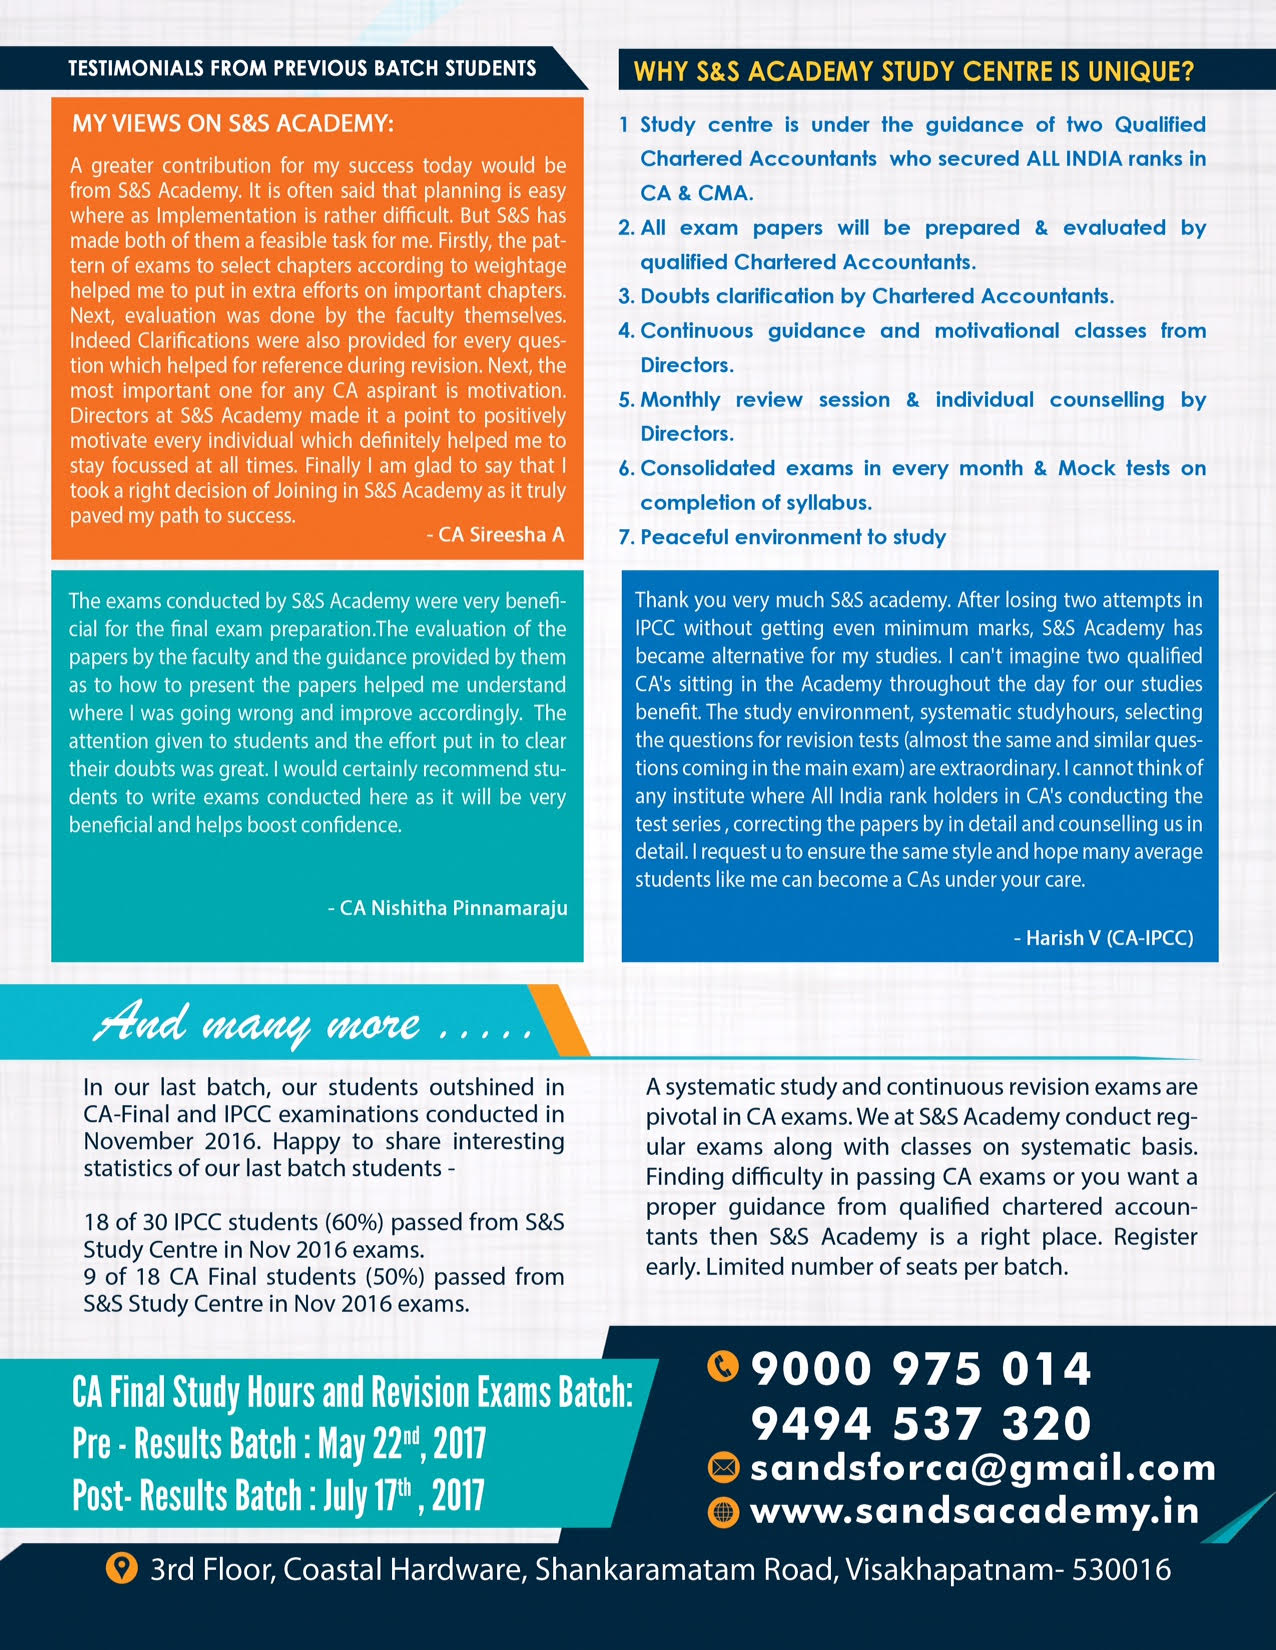 TESTIMONIALS FROM PREVIOUS BATCH STUDENTS
MY VIEWS ON S&S ACADEMY:
A greater contribution for my success today would be
from S&S Academy. It is often said that planning is easy
where as Implementation is rather difficult. But S&S has
made both of them a feasible task for me. Firstly, the pat-
tern of exams to select chapters according to weightage
helped me to put in extra efforts on important chapters.
Next, evaluation was done by the faculty themselves.
Indeed Clarifications were also provided for every ques-
tion which helped for reference during revision. Next, the
most important one for any CA aspirant is motivation.
Directors at S&S Academy made it a point to positively
motivate every individual which definitely helped me to
stay focussed at all times. Finally I am glad to say that I
took a right decision of Joining in S&S Academy as it truly
paved my path to success.
- CA Sireesha A
The exams conducted by S&S Academy were very benefi-
cial for the final exam preparation.The evaluation of the
papers by the faculty and the guidance provided by them
as to how to present the papers helped me understand
where I was going wrong and improve accordingly. The
attention given to students and the effort put in to clear
their doubts was great. I would certainly recommend stu-
dents to write exams conducted here as it will be very
beneficial and helps boost confidence.
- CA Nishitha Pinnamaraju
WHY S&S ACADEMY STUDY CENTRE IS UNIQUE?
1 Study centre is under the guidance of two Qualified
Chartered Accountants who secured ALL INDIA ranks in
CA & CMA.
2. All exam papers will be prepared & evaluated by
qualified Chartered Accountants.
3. Doubts clarification by Chartered Accountants.
4. Continuous guidance and motivational classes from
Directors.
5. Monthly review session & individual counselling by
Directors.
6. Consolidated exams in every month & Mock tests on
completion of syllabus.
7. Peaceful environment to study
Thank you very much S&S academy. After losing two attempts in
IPCC without getting even minimum marks, S&S Academy has
became alternative for my studies. I can't imagine two qualified
CA's sitting in the Academy throughout the day for our studies
benefit. The study environment, systematic studyhours, selecting
the questions for revision tests (almost the same and similar ques-
tions coming in the main exam) are extraordinary. I cannot think of
any institute where All India rank holders in CA's conducting the
test series , correcting the papers by in detail and counselling us in
detail. I request u to ensure the same style and hope many average
students like me can become a CAs under your care.
- Harish V (CA-IPCC)
And many more .....
In our last batch, our students outshined in
CA-Final and IPCC examinations conducted in
November 2016. Happy to share interesting
statistics of our last batch students -
18 of 30 IPCC students (60%) passed from S&S
Study Centre in Nov 2016 exams.
9 of 18 CA Final students (50%) passed from
S&S Study Centre in Nov 2016 exams.
A systematic study and continuous revision exams are
pivotal in CA exams. We at S&S Academy conduct reg-
ular exams along with classes on systematic basis.
Finding difficulty in passing CA exams or you want a
proper guidance from qualified chartered accoun-
tants then S&S Academy is a right place. Register
early. Limited number of seats per batch.
CA Final Study Hours and Revision Exams Batch:
Pre - Results Batch : May 22nd, 2017
Post- Results Batch : July 17th , 2017
9000 975 014
9494 537 320
sandsforca@gmail.com
www.sandsacademy.in
3rd Floor, Coastal Hardware, Shankaramatam Road, Visakhapatnam- 530016